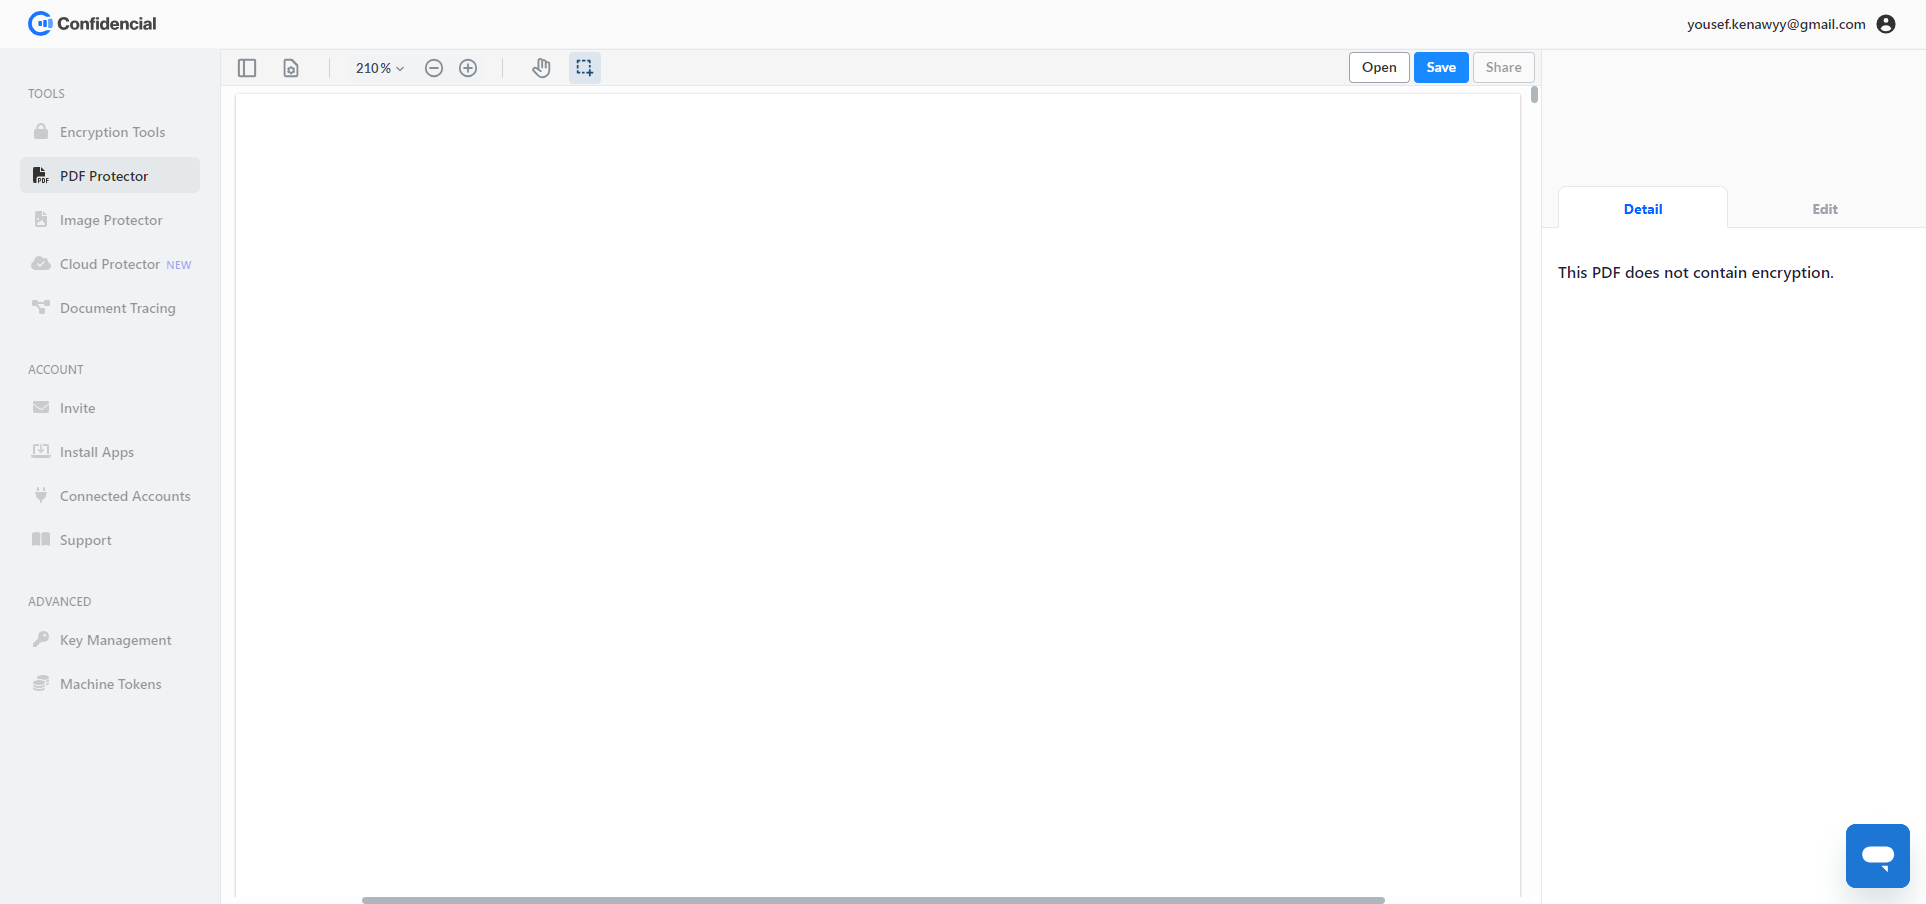 Confidencial
yousef.kenawyy@gmail.com
210%
Open
Save
Share
TOOLS
Encryption Tools
PDF Protector
Image Protector
Cloud Protector NEW
Document Tracing
ACCOUNT
Invite
Install Apps
Connected Accounts
Support
ADVANCED
Key Management
Machine Tokens
Detail
Edit
This PDF does not contain encryption.